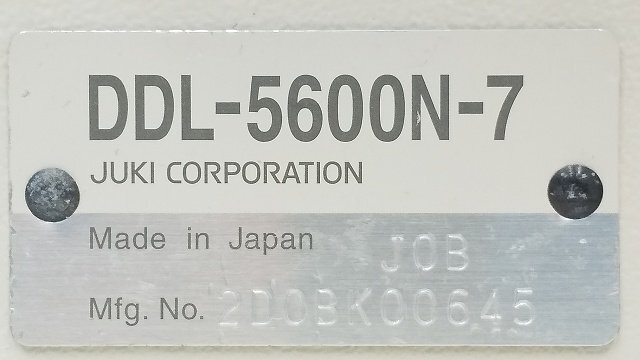 DDL-5600N-7
JUKI CORPORATION
Made in Japan JOB
Mfg. No. 2D0BK00645